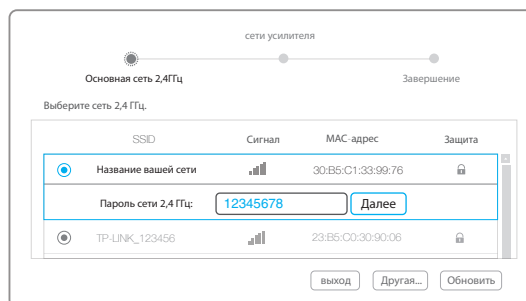 сети усилителя
Основная сеть 2,4ГГц Завершение
Выберите сеть 2,4 ГГц.
SSID Сигнал MAC-адрес Защита
Название вашей сети 30:B5:C1:33:99:76
Пароль сети 2,4 ГГц: 12345678 Далее
TP-LINK_123456 23:B5:C0:30:90:06
выход Другая... Обновить